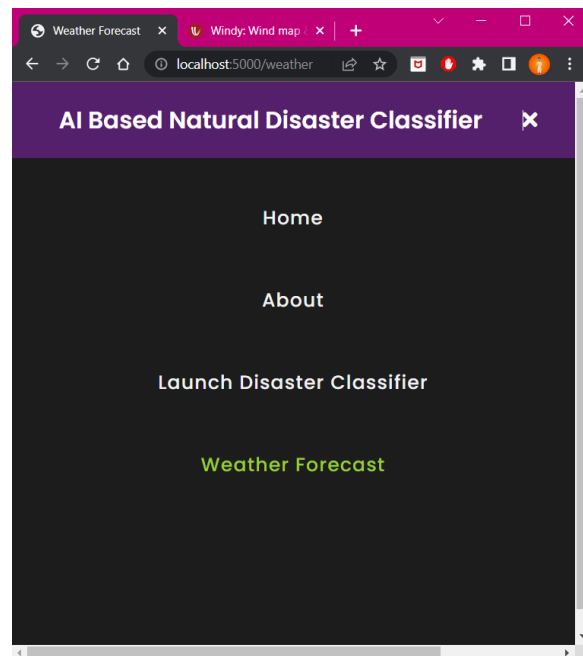 Weather Forecast
Windy: Wind map
localhost:5000/weather
AI Based Natural Disaster Classifier
Home
About
Launch Disaster Classifier
Weather Forecast